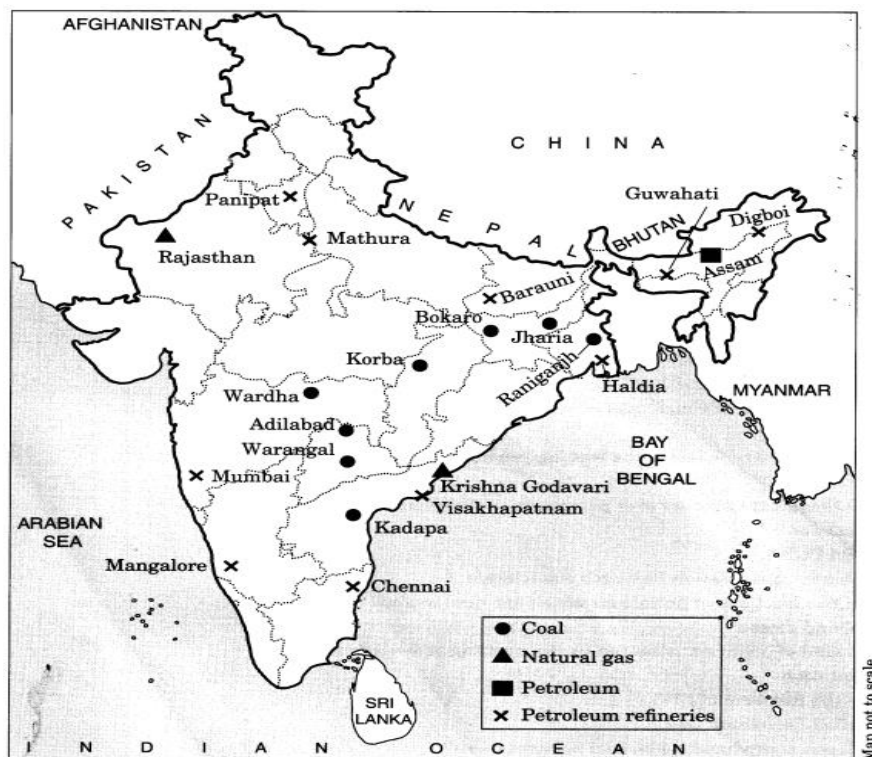 AFGHANISTAN
PAKISTAN
CHINA
NEPAL
BHUTAN
Guwahati
Digboi
Assam
Panipat
Mathura
Rajasthan
Barauni
Bokaro
Jharia
Korba
Raniganjh
Haldia
MYANMAR
Wardha
Adilabad
Warangal
BAY
OF
BENGAL
Mumbai
Krishna Godavari
Visakhapatnam
ARABIAN
SEA
Kadapa
Mangalore
Chennai
Coal
Natural gas
Petroleum
Petroleum refineries
SRI
LANKA
INDIAN OCEAN
Map not to scale